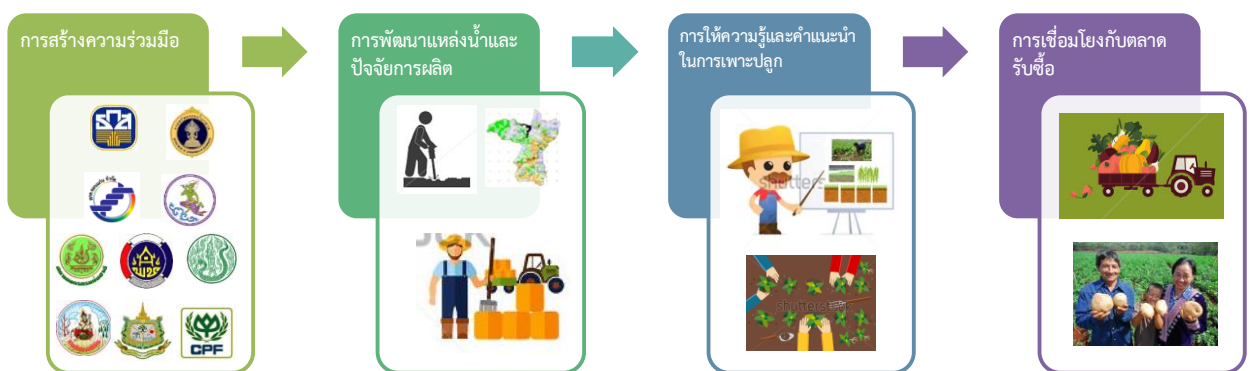 การสร้างความร่วมมือ
การพัฒนาแหล่งน้ำและ
ปัจจัยการผลิต
การให้ความรู้และคำแนะนำ
ในการเพาะปลูก
การเชื่อมโยงกับตลาด
รับซื้อ
CPF
shutterst
shutterstock